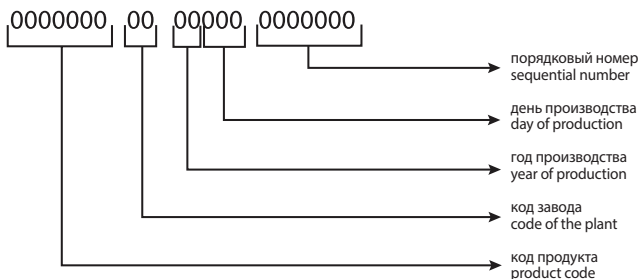 0000000 00 00000 0000000
порядковый номер
sequential number
день производства
day of production
год производства
year of production
код завода
code of the plant
код продукта
product code